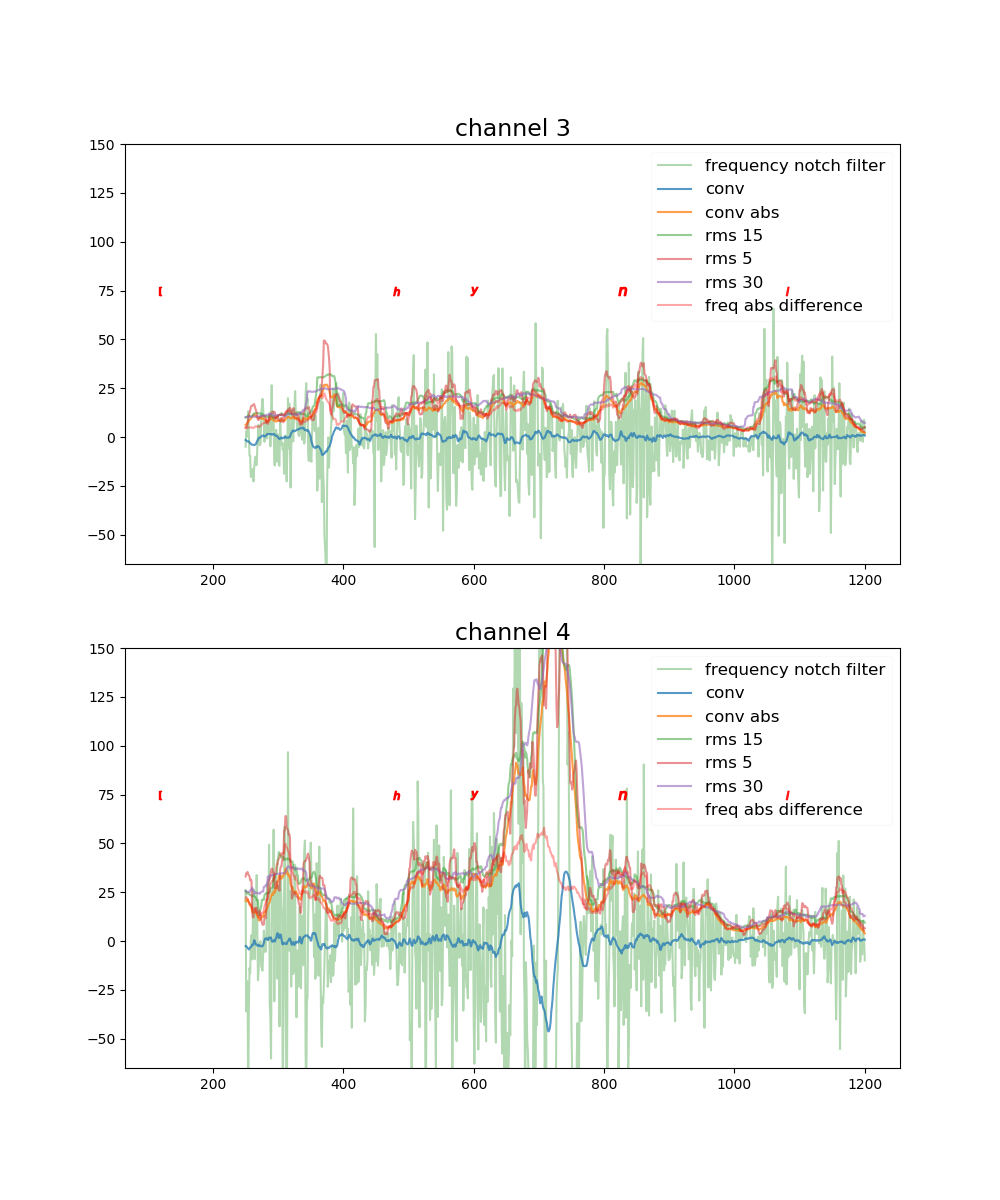 channel 3
150
125
100
75
50
25
0
−25
−50
frequency notch filter
conv
conv abs
rms 15
rms 5
rms 30
freq abs difference
h y n l
200 400 600 800 1000 1200
channel 4
150
125
100
75
50
25
0
−25
−50
frequency notch filter
conv
conv abs
rms 15
rms 5
rms 30
freq abs difference
h y n l
200 400 600 800 1000 1200